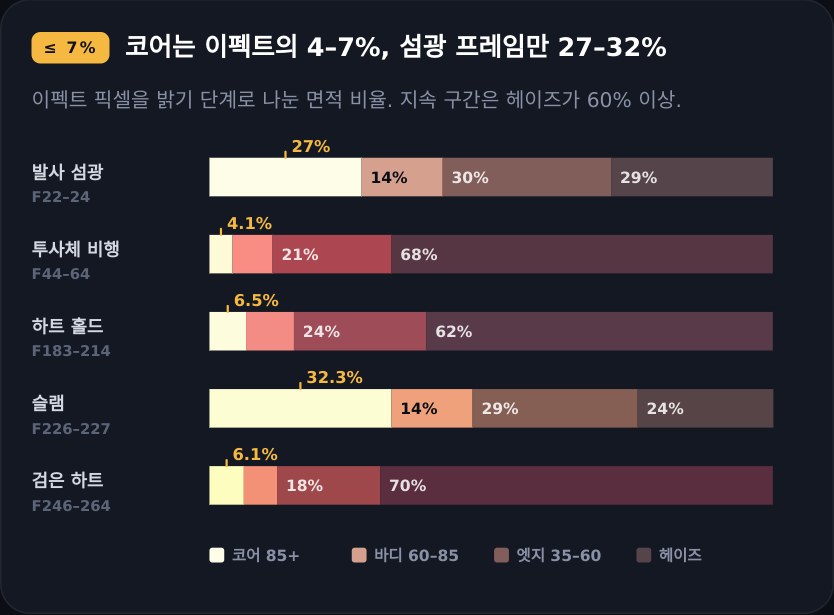 ≤ 7%
코어는 이펙트의 4–7%, 섬광 프레임만 27–32%
이펙트 픽셀을 밝기 단계로 나눈 면적 비율. 지속 구간은 헤이즈가 60% 이상.
27%
발사 섬광
14%
30%
29%
F22–24
4.1%
투사체 비행
21%
68%
F44–64
6.5%
하트 홀드
24%
62%
F183–214
32.3%
슬램
14%
29%
24%
F226–227
6.1%
검은 하트
18%
70%
F246–264
코어 85+
바디 60–85
엣지 35–60
헤이즈